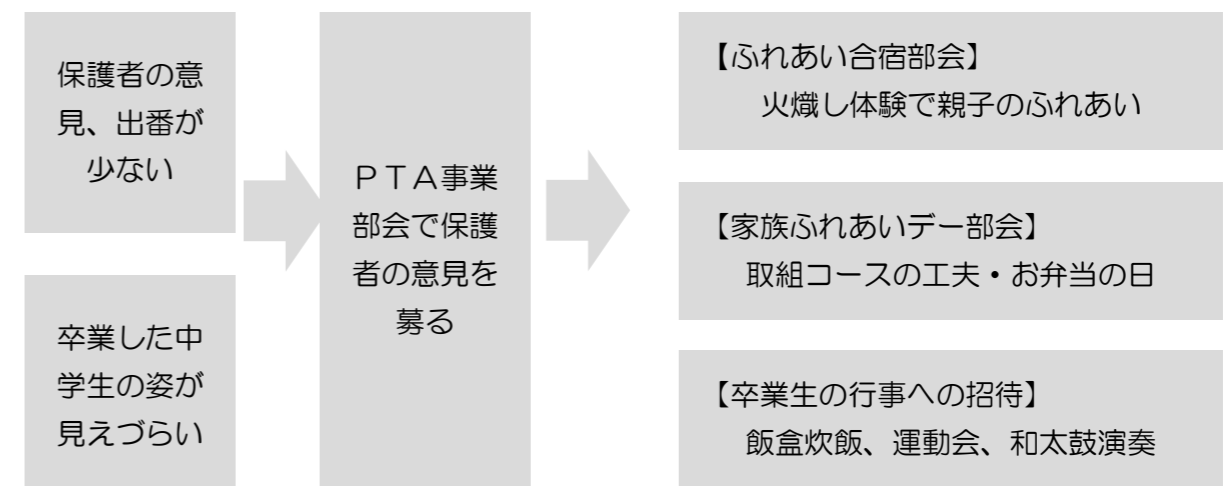 保護者の意
見、出番が
少ない
卒業した中
学生の姿が
見えづらい
ＰＴＡ事業
部会で保護
者の意見を
募る
【ふれあい合宿部会】
火熾し体験で親子のふれあい
【家族ふれあいデー部会】
取組コースの工夫・お弁当の日
【卒業生の行事への招待】
飯盒炊飯、運動会、和太鼓演奏